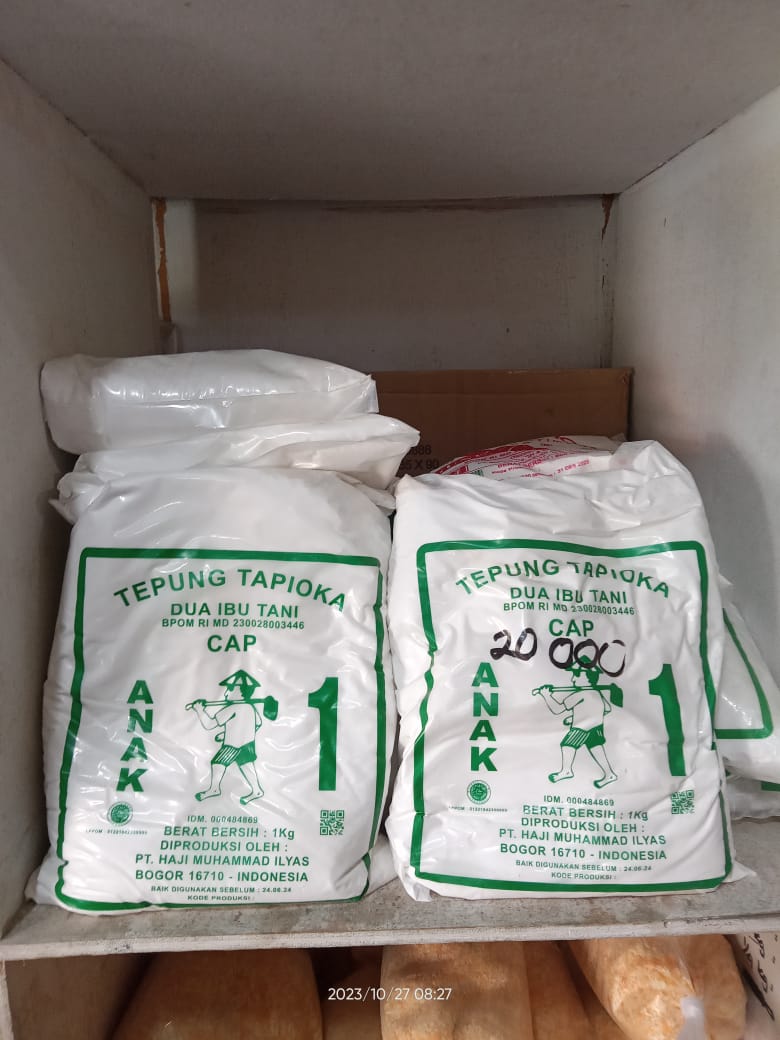 TEPUNG TAPIOKA
DUA IBU TANI
BPOM RI MD 230028003446
CAP
ANAK
1
IDM. 000484869
BERAT BERSIH : 1Kg
DIPRODUKSI OLEH :
PT. HAJI MUHAMMAD ILYAS
BOGOR 16710 - INDONESIA
BAIK DIGUNAKAN SEBELUM : 24.06.24
KODE PRODUKSI :
TEPUNG TAPIOKA
DUA IBU TANI
BPOM RI MD 230028003446
CAP
20 000
ANAK
1
IDM. 000484869
BERAT BERSIH : 1Kg
DIPRODUKSI OLEH :
PT. HAJI MUHAMMAD ILYAS
BOGOR 16710 - INDONESIA
BAIK DIGUNAKAN SEBELUM : 24.06.24
KODE PRODUKSI :
2023/10/27 08:27